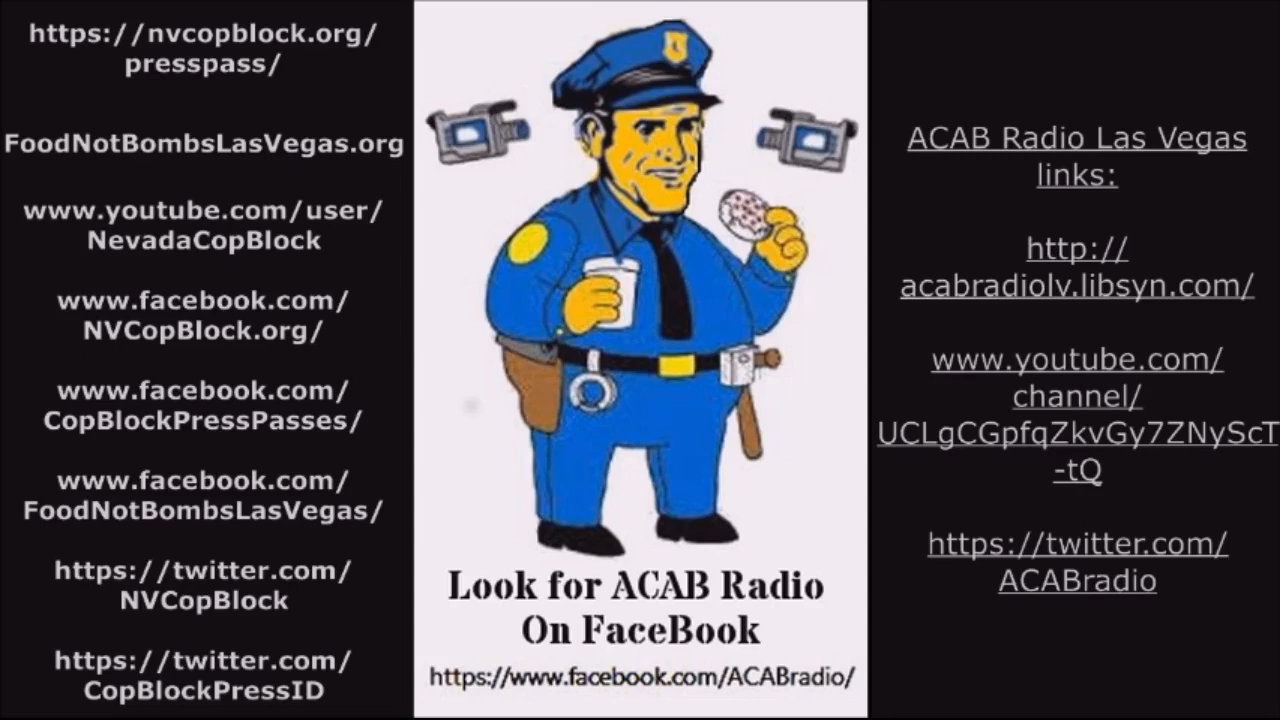 https://nvcopblock.org/
presspass/
FoodNotBombsLasVegas.org
www.youtube.com/user/
NevadaCopBlock
www.facebook.com/
NVCopBlock.org/
www.facebook.com/
CopBlockPressPasses/
www.facebook.com/
FoodNotBombsLasVegas/
https://twitter.com/
NVCopBlock
https://twitter.com/
CopBlockPressID
Look for ACAB Radio
On FaceBook
https://www.facebook.com/ACABradio/
ACAB Radio Las Vegas
links:
http://
acabradiolv.libsyn.com/
www.youtube.com/
channel/
UCLgCGpfqZkvGy7ZNyScT
-tQ
https://twitter.com/
ACABradio